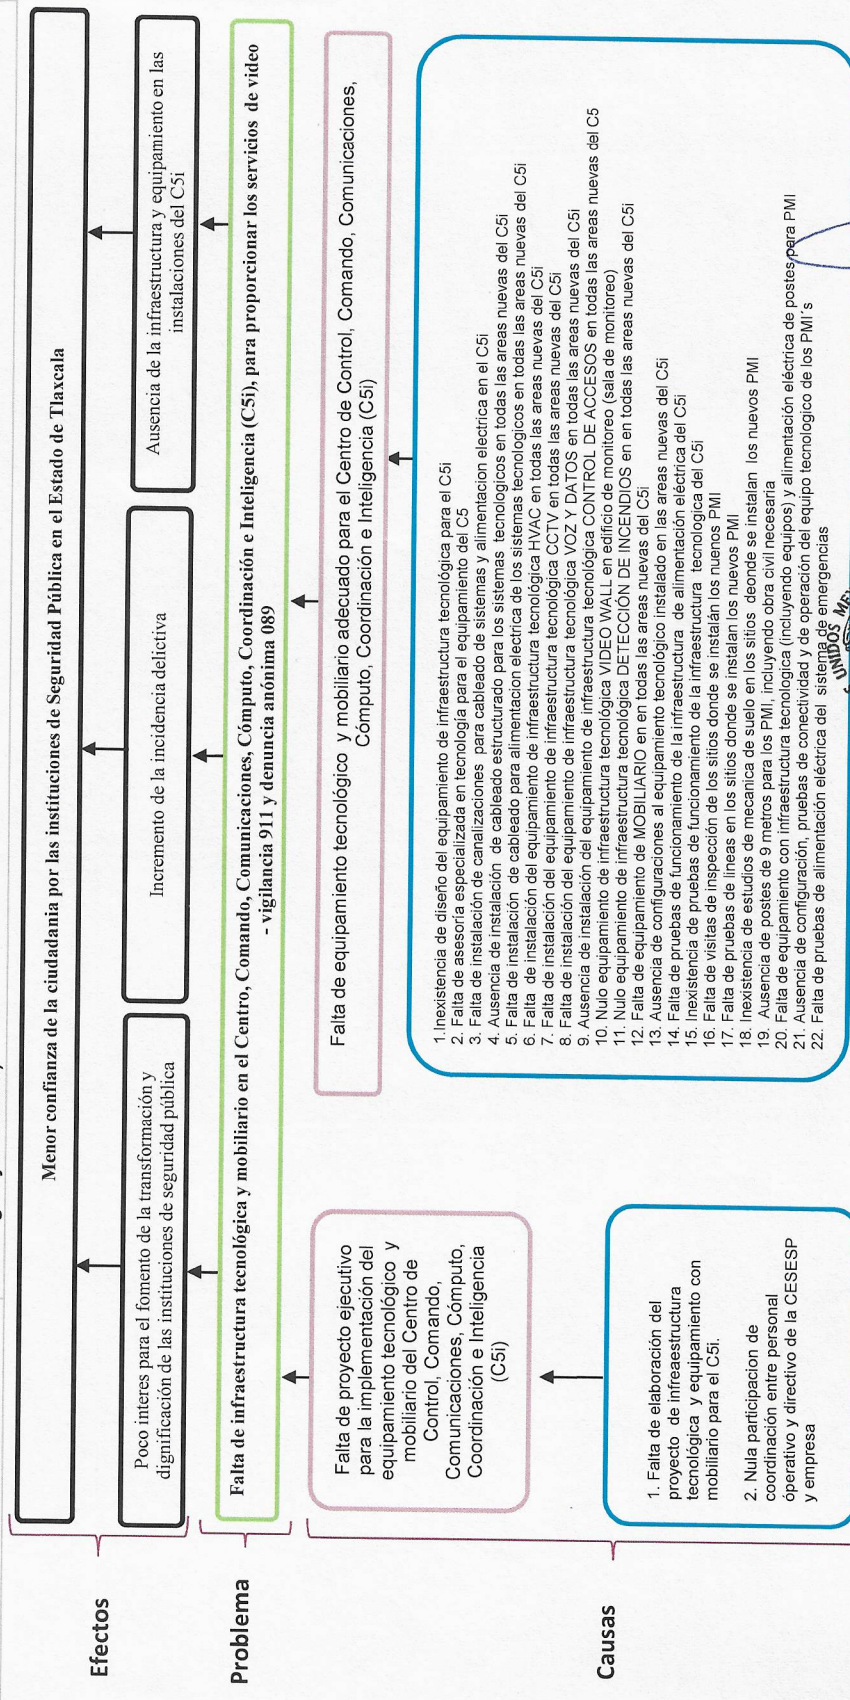 Efectos
Menor confianza de la ciudadania por las instituciones de Seguridad Pública en el Estado de Tlaxcala
Poco interes para el fomento de la transformación y
dignificación de las instituciones de seguridad pública
Incremento de la incidencia delictiva
Ausencia de la infraestructura y equipamiento en las
instalaciones del C5i
Problema
Falta de infraestructura tecnológica y mobiliario en el Centro, Comando, Comunicaciones, Cómputo, Coordinación e Inteligencia (C5i), para proporcionar los servicios de video
- vigilancia 911 y denuncia anónima 089
Causas
Falta de proyecto ejecutivo
para la implementación del
equipamiento tecnológico y
mobiliario del Centro de
Control, Comando,
Comunicaciones, Cómputo,
Coordinación e Inteligencia
(C5i)
Falta de equipamiento tecnológico y mobiliario adecuado para el Centro de Control, Comando, Comunicaciones,
Cómputo, Coordinación e Inteligencia (C5i)
1. Falta de elaboración del
proyecto de infreaestructura
tecnológica y equipamiento con
mobiliario para el C5i.
2. Nula participacion de
coordinación entre personal
óperativo y directivo de la CESESP
y empresa
1.Inexistencia de diseño del equipamiento de infraestructura tecnológica para el C5i
2. Falta de asesoría especializada en tecnología para el equipamiento del C5
3. Falta de instalación de canalizaciones para cableado de sistemas y alimentacion electrica en el C5i
4. Ausencia de instalación de cableado estructurado para los sistemas tecnologicos en todas las areas nuevas del C5i
5. Falta de instalación de cableado para alimentacion electrica de los sistemas tecnologicos en todas las areas nuevas del C5i
6. Falta de instalación del equipamiento de infraestructura tecnológica HVAC en todas las areas nuevas del C5i
7. Falta de instalación del equipamiento de infraestructura tecnológica CCTV en todas las areas nuevas del C5i
8. Falta de instalación del equipamiento de infraestructura tecnológica VOZ Y DATOS en todas las areas nuevas del C5i
9. Ausencia de instalación del equipamiento de infraestructura tecnológica CONTROL DE ACCESOS en todas las areas nuevas del C5
10. Nulo equipamiento de infraestructura tecnológica VIDEO WALL en edificio de monitoreo (sala de monitoreo)
11. Nulo equipamiento de infraestructura tecnológica DETECCIÓN DE INCENDIOS en en todas las areas nuevas del C5i
12. Falta de equipamiento de MOBILIARIO en en todas las areas nuevas del C5i
13. Ausencia de configuraciones al equipamiento tecnológico instalado en las areas nuevas del C5i
14. Falta de pruebas de funcionamiento de la infraestructura de alimentación eléctrica del C5i
15. Inexistencia de pruebas de funcionamiento de la infraestructura tecnologica del C5i
16. Falta de visitas de inspección de los sitios donde se instalán los nuenos PMI
17. Falta de pruebas de lineas en los sitios donde se instalan los nuevos PMI
18. Inexistencia de estudios de mecanica de suelo en los sitios deonde se instalan los nuevos PMI
19. Ausencia de postes de 9 metros para los PMI, incluyendo obra civil necesaria
20. Falta de equipamiento con infraestructura tecnologica (incluyendo equipos) y alimentación eléctrica de postes para PMI
21. Ausencia de configuración, pruebas de conectividad y de operación del equipo tecnologico de los PMI´s
22. Falta de pruebas de alimentación eléctrica del sistema de emergencias
UNIDOS